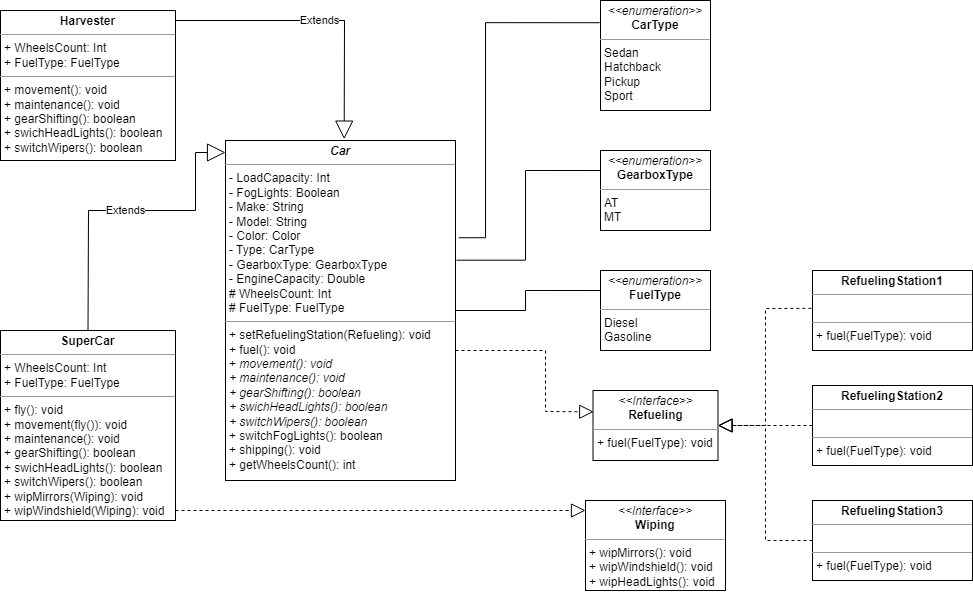 Harvester
+ WheelsCount: Int
+ FuelType: FuelType
+ movement(): void
+ maintenance(): void
+ gearShifting(): boolean
+ swichHeadLights(): boolean
+ switchWipers(): boolean
Extends
Extends
Car
- LoadCapacity: Int
- FogLights: Boolean
- Make: String
- Model: String
- Color: Color
- Type: CarType
- GearboxType: GearboxType
- EngineCapacity: Double
# WheelsCount: Int
# FuelType: FuelType
+ setRefuelingStation(Refueling): void
+ fuel(): void
+ movement(): void
+ maintenance(): void
+ gearShifting(): boolean
+ swichHeadLights(): boolean
+ switchWipers(): boolean
+ switchFogLights(): boolean
+ shipping(): void
+ getWheelsCount(): int
SuperCar
+ WheelsCount: Int
+ FuelType: FuelType
+ fly(): void
+ movement(fly()): void
+ maintenance(): void
+ gearShifting(): boolean
+ swichHeadLights(): boolean
+ switchWipers(): boolean
+ wipMirrors(Wiping): void
+ wipWindshield(Wiping): void
<<enumeration>>
CarType
Sedan
Hatchback
Pickup
Sport
<<enumeration>>
GearboxType
AT
MT
<<enumeration>>
FuelType
Diesel
Gasoline
<<Interface>>
Refueling
+ fuel(FuelType): void
<<Interface>>
Wiping
+ wipMirrors(): void
+ wipWindshield(): void
+ wipHeadLights(): void
RefuelingStation1
+ fuel(FuelType): void
RefuelingStation2
+ fuel(FuelType): void
RefuelingStation3
+ fuel(FuelType): void